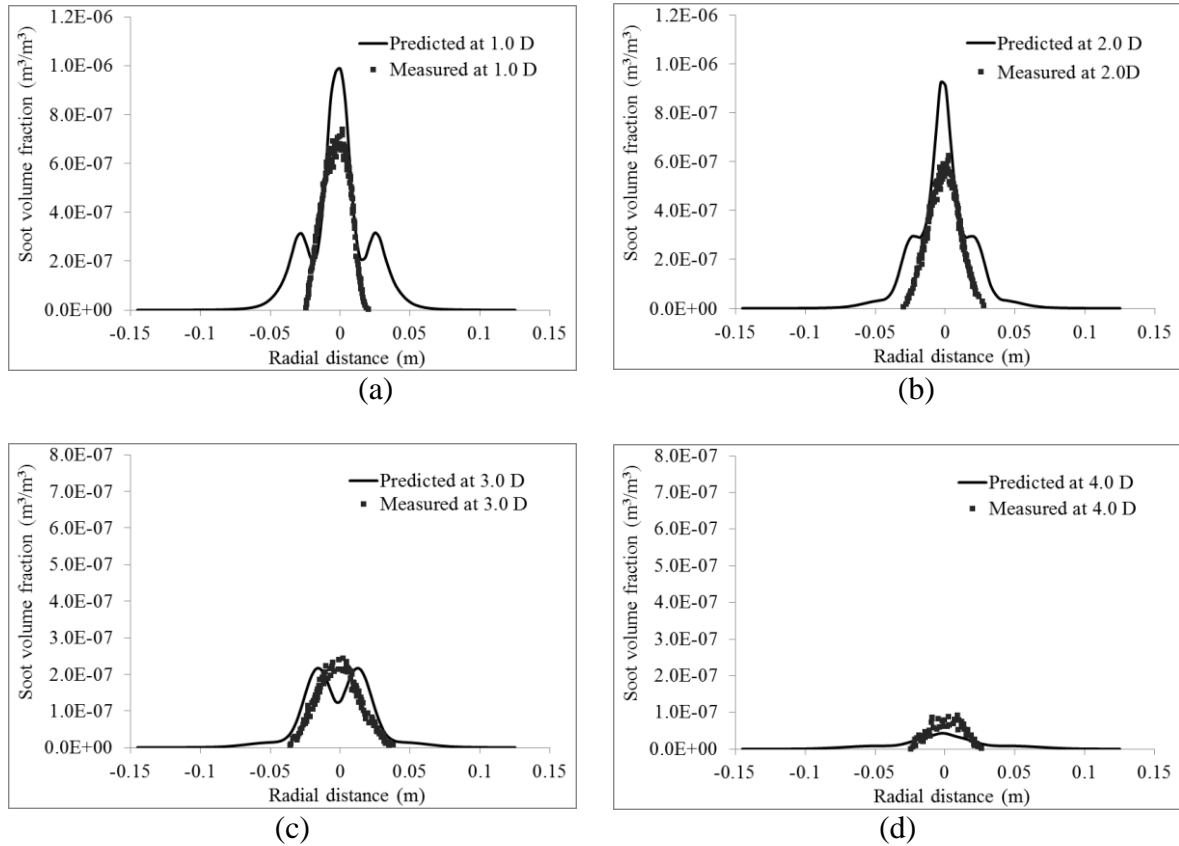 1.2E-06
1.0E-06
8.0E-07
6.0E-07
4.0E-07
2.0E-07
0.0E+00
Soot volume fraction (m³/m³)
Predicted at 1.0 D
Measured at 1.0 D
-0.15 -0.1 -0.05 0 0.05 0.1 0.15
Radial distance (m)
(a)
1.2E-06
1.0E-06
8.0E-07
6.0E-07
4.0E-07
2.0E-07
0.0E+00
Soot volume fraction (m³/m³)
Predicted at 2.0 D
Measured at 2.0D
-0.15 -0.1 -0.05 0 0.05 0.1 0.15
Radial distance (m)
(b)
8.0E-07
7.0E-07
6.0E-07
5.0E-07
4.0E-07
3.0E-07
2.0E-07
1.0E-07
0.0E+00
Soot volume fraction (m³/m³)
Predicted at 3.0 D
Measured at 3.0 D
-0.15 -0.1 -0.05 0 0.05 0.1 0.15
Radial distance (m)
(c)
8.0E-07
7.0E-07
6.0E-07
5.0E-07
4.0E-07
3.0E-07
2.0E-07
1.0E-07
0.0E+00
Soot volume fraction (m³/m³)
Predicted at 4.0 D
Measured at 4.0 D
-0.15 -0.1 -0.05 0 0.05 0.1 0.15
Radial distance (m)
(d)